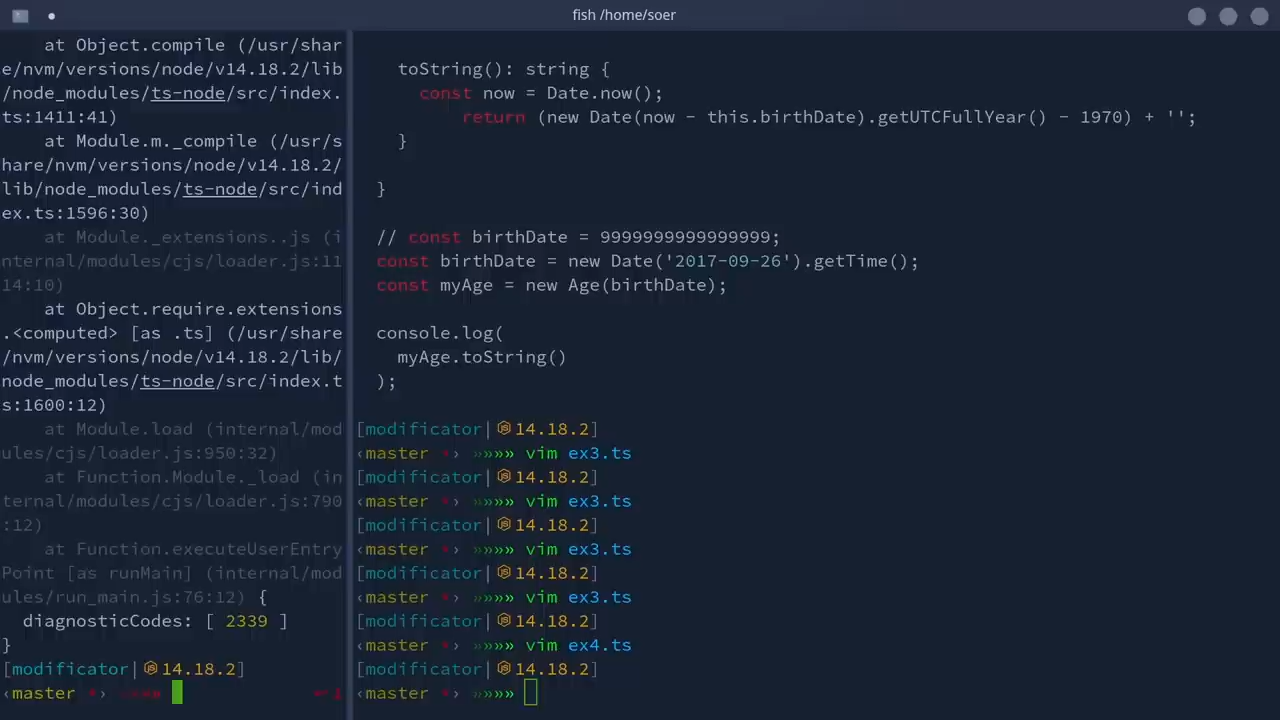 fish /home/soer
at Object.compile (/usr/shar
e/nvm/versions/node/v14.18.2/lib
/node_modules/ts-node/src/index.
ts:1411:41)
at Module.m._compile (/usr/s
hare/nvm/versions/node/v14.18.2/
lib/node_modules/ts-node/src/ind
ex.ts:1596:30)
at Module._extensions..js (i
nternal/modules/cjs/loader.js:11
14:10)
at Object.require.extensions
.<computed> [as .ts] (/usr/share
/nvm/versions/node/v14.18.2/lib/
node_modules/ts-node/src/index.t
s:1600:12)
at Module.load (internal/mod
ules/cjs/loader.js:950:32)
at Function.Module._load (in
ternal/modules/cjs/loader.js:790
:12)
at Function.executeUserEntry
Point [as runMain] (internal/mod
ules/run_main.js:76:12) {
diagnosticCodes: [ 2339 ]
}
[modificator|14.18.2]
‹master •› »»»» ↵ 1
toString(): string {
const now = Date.now();
return (new Date(now - this.birthDate).getUTCFullYear() - 1970) + '';
}
}
// const birthDate = 9999999999999999;
const birthDate = new Date('2017-09-26').getTime();
const myAge = new Age(birthDate);
console.log(
myAge.toString()
);
[modificator|14.18.2]
‹master •› »»»» vim ex3.ts
[modificator|14.18.2]
‹master •› »»»» vim ex3.ts
[modificator|14.18.2]
‹master •› »»»» vim ex3.ts
[modificator|14.18.2]
‹master •› »»»» vim ex3.ts
[modificator|14.18.2]
‹master •› »»»» vim ex4.ts
[modificator|14.18.2]
‹master •› »»»»